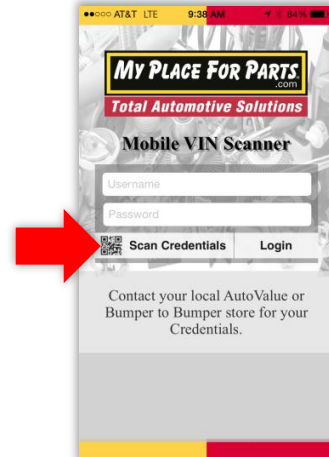 AT&T LTE 9:38 AM 84%
MY PLACE FOR PARTS
.com
Total Automotive Solutions
Mobile VIN Scanner
Username
Password
Scan Credentials Login
Contact your local AutoValue or
Bumper to Bumper store for your
Credentials.